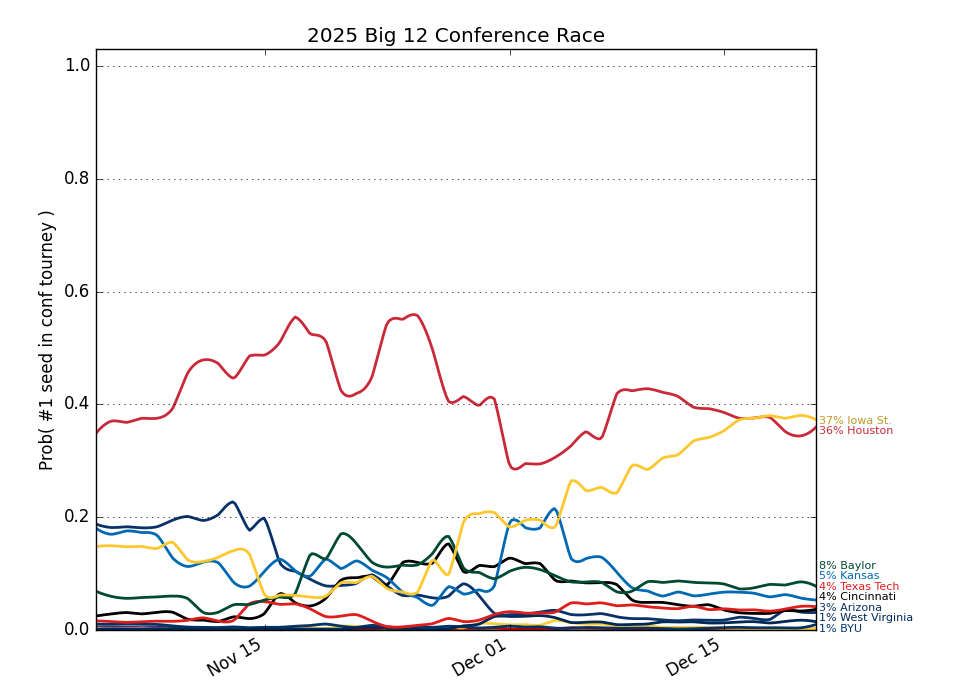 2025 Big 12 Conference Race
Prob( #1 seed in conf tourney )
1.0
0.8
0.6
0.4
0.2
0.0
Nov 15
Dec 01
Dec 15
37% Iowa St.
36% Houston
8% Baylor
5% Kansas
4% Texas Tech
4% Cincinnati
3% Arizona
1% West Virginia
1% BYU